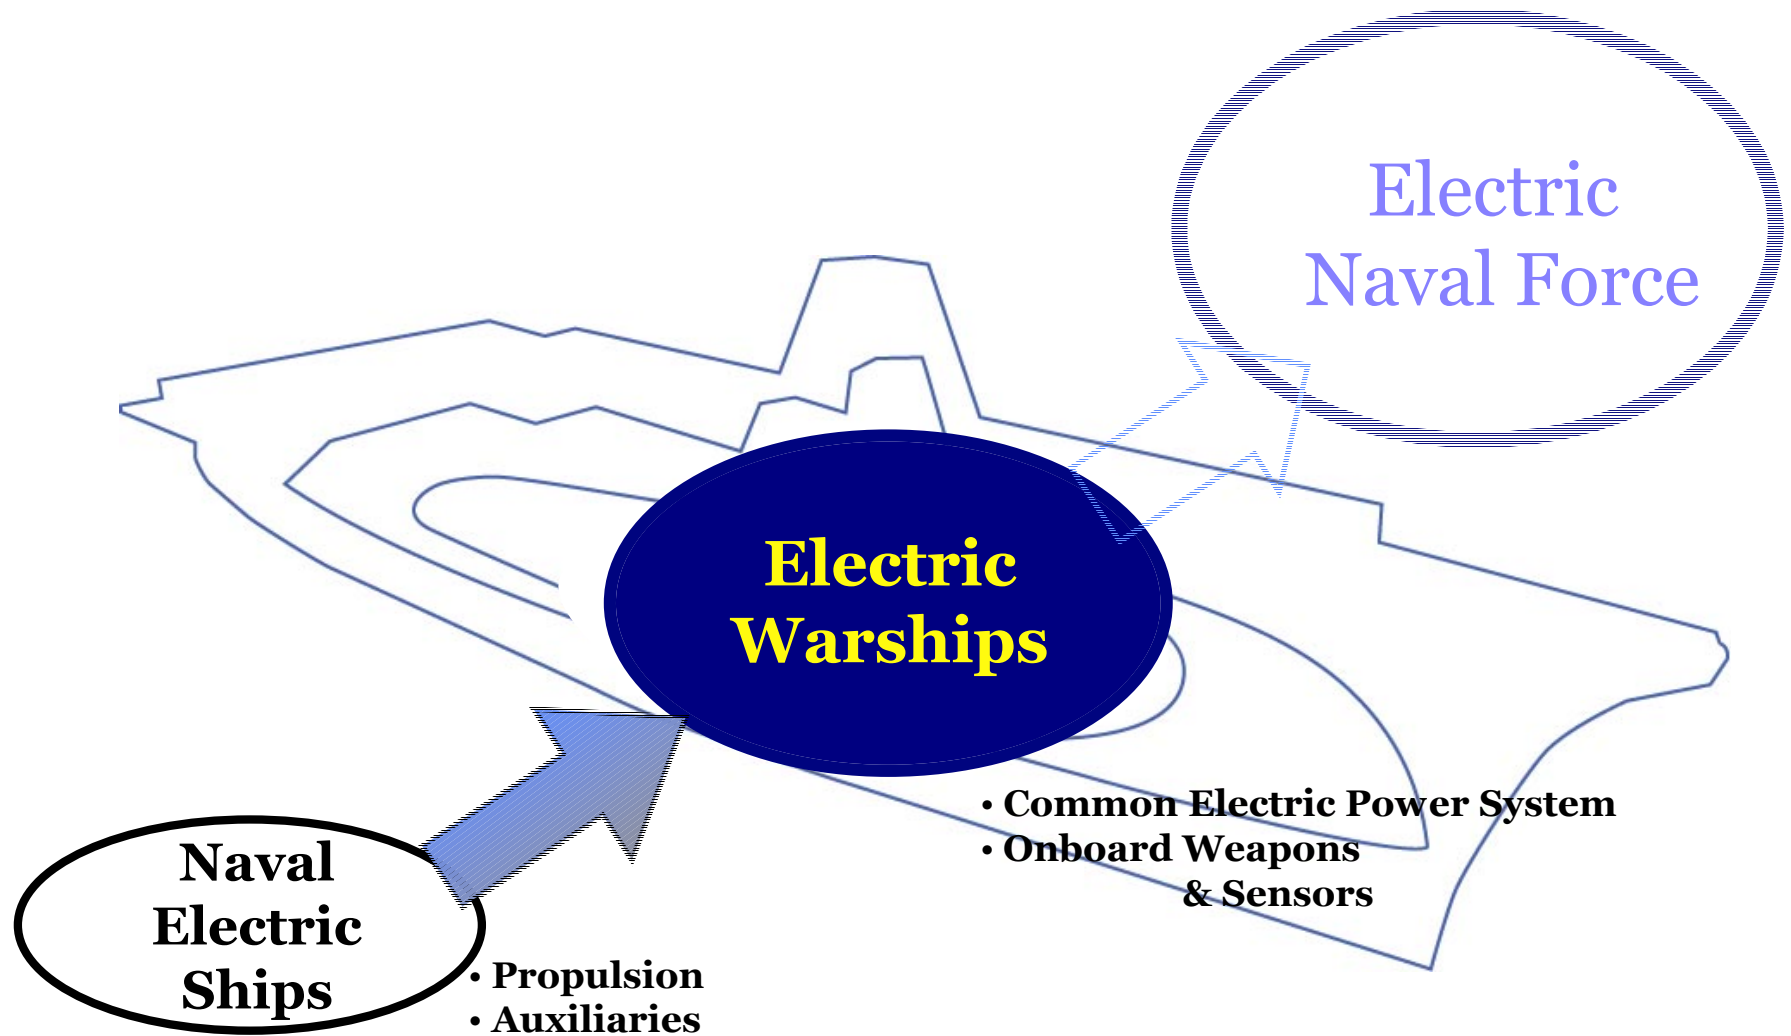 Electric
Naval Force
Electric
Warships
• Common Electric Power System
• Onboard Weapons
& Sensors
Naval
Electric
Ships
• Propulsion
• Auxiliaries